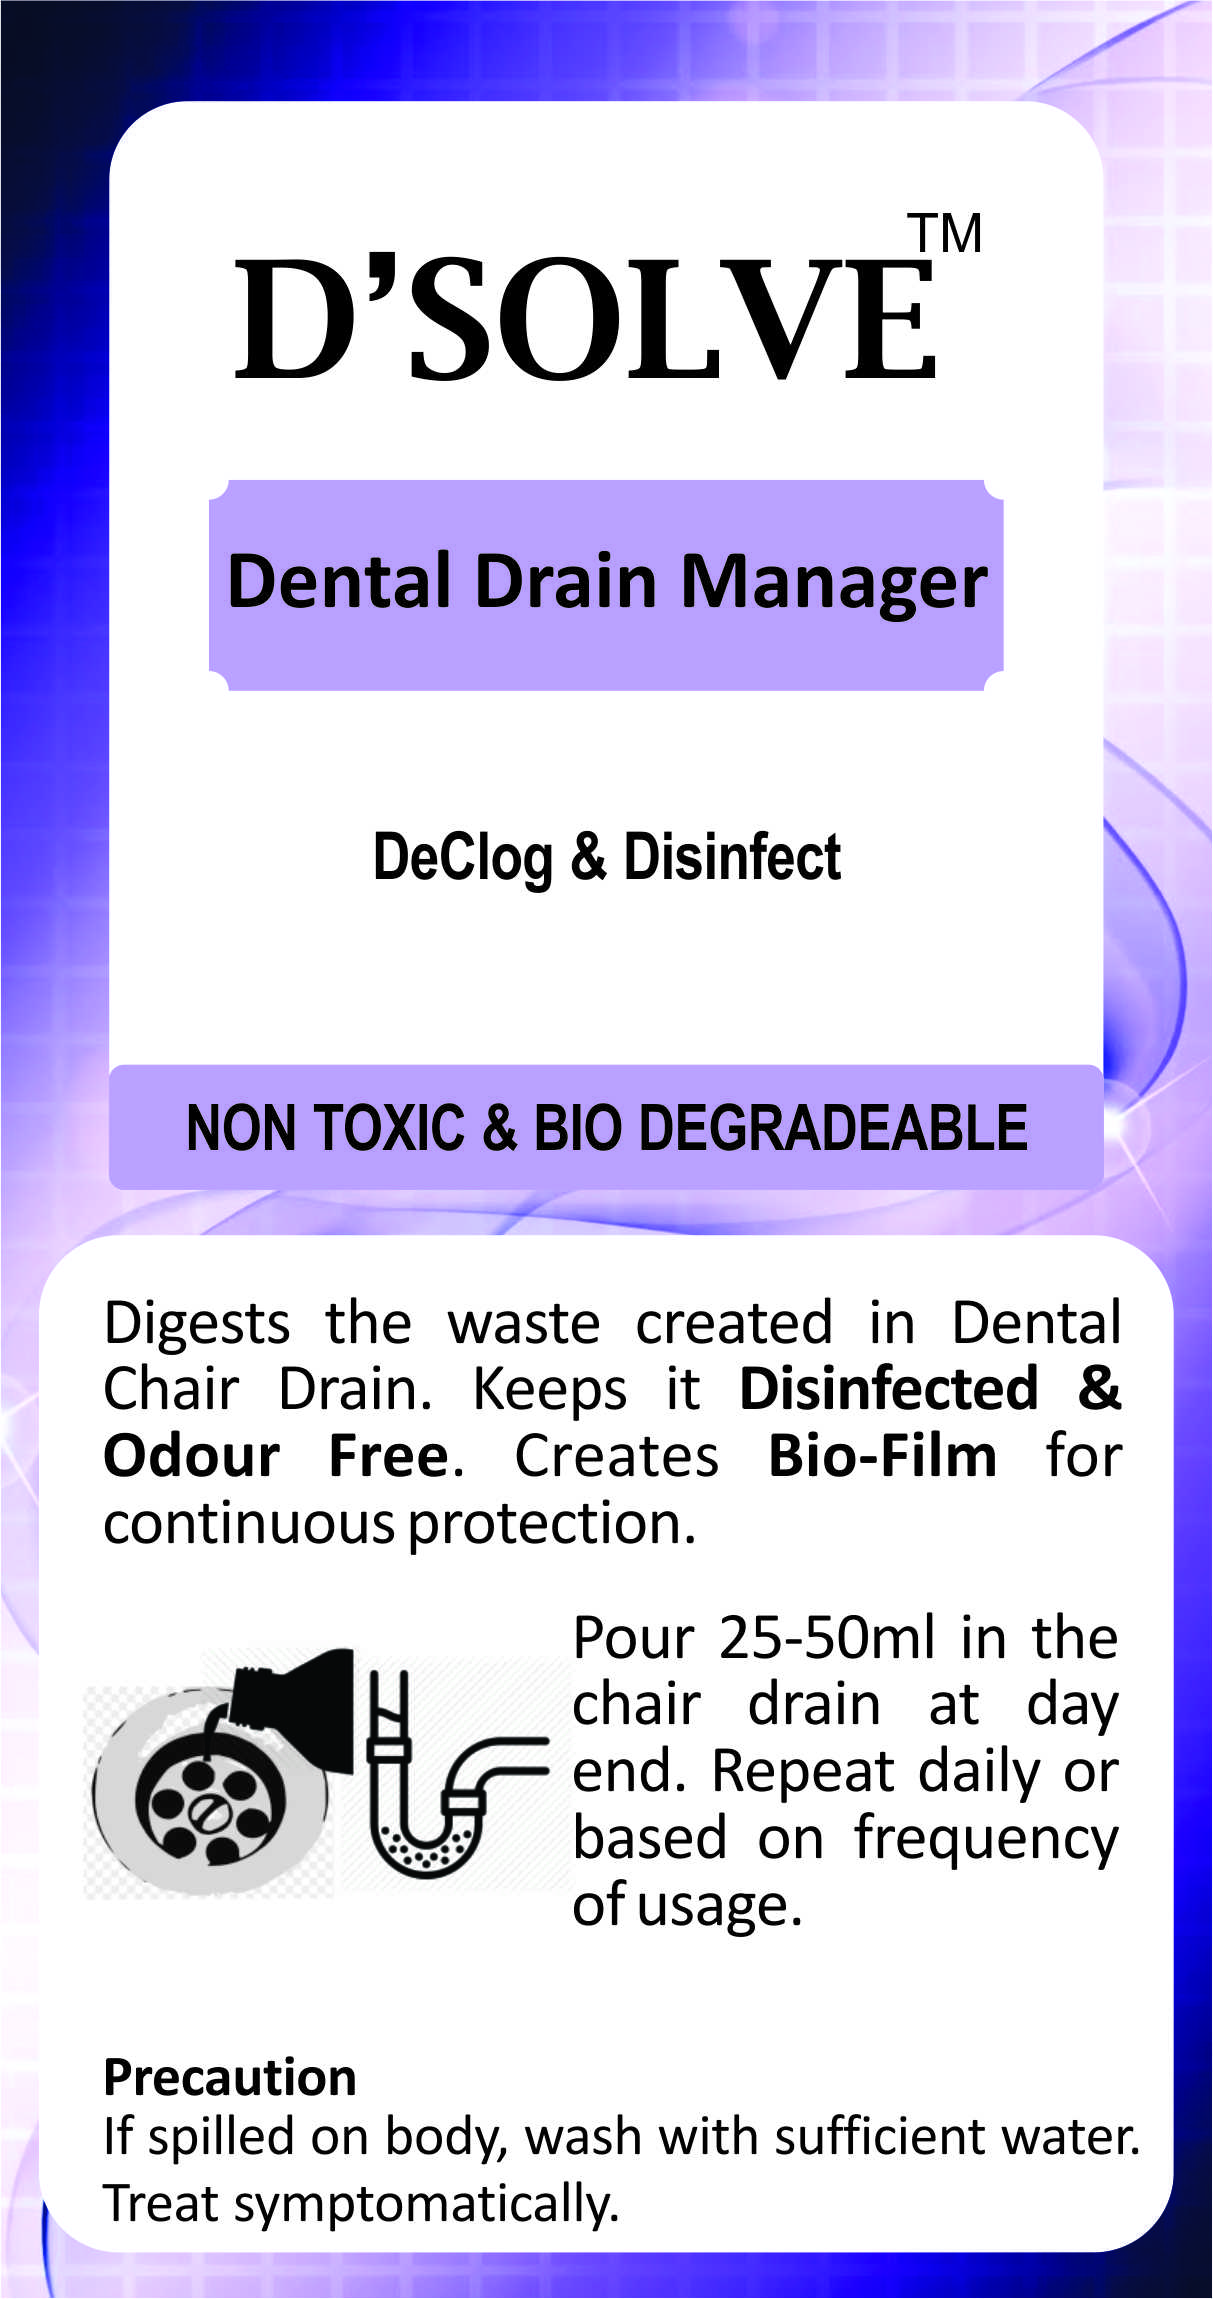 D’SOLVE™
Dental Drain Manager
DeClog & Disinfect
NON TOXIC & BIO DEGRADEABLE
Digests the waste created in Dental
Chair Drain. Keeps it Disinfected &
Odour Free. Creates Bio-Film for
continuous protection.
Pour 25-50ml in the
chair drain at day
end. Repeat daily or
based on frequency
of usage.
Precaution
If spilled on body, wash with sufficient water.
Treat symptomatically.